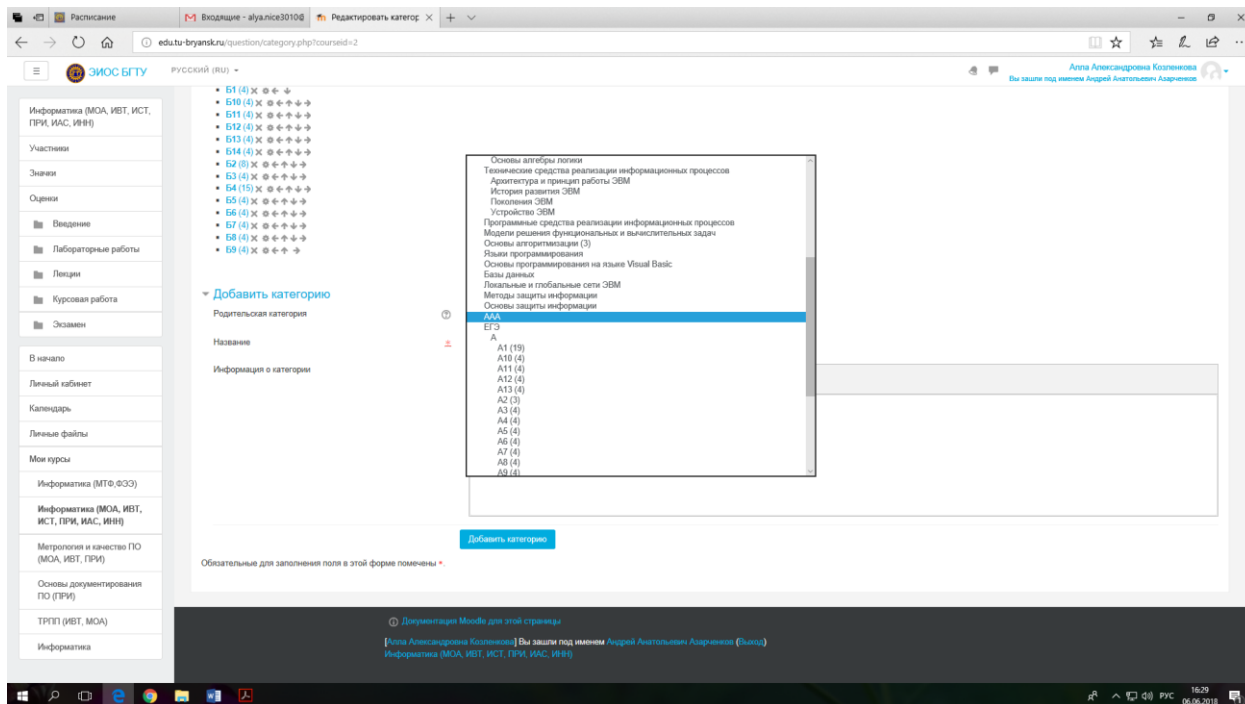 Расписание
Входящие - alya.nice3010@
Редактировать категор
edu.tu-bryansk.ru/question/category.php?courseid=2
ЭИОС БГТУ
РУССКИЙ (RU)
Алла Александровна Козленкова
Вы зашли под именем Андрей Анатольевич Азарченков
Информатика (МОА, ИВТ, ИСТ,
ПРИ, ИАС, ИНН)
Участники
Значки
Оценки
Введение
Лабораторные работы
Лекции
Курсовая работа
Экзамен
В начало
Личный кабинет
Календарь
Личные файлы
Мои курсы
Информатика (МТФ,ФЭЭ)
Информатика (МОА, ИВТ,
ИСТ, ПРИ, ИАС, ИНН)
Метрология и качество ПО
(МОА, ИВТ, ПРИ)
Основы документирования
ПО (ПРИ)
ТРПП (ИВТ, МОА)
Информатика
Б1 (4)
Б10 (4)
Б11 (4)
Б12 (4)
Б13 (4)
Б14 (4)
Б2 (8)
Б3 (4)
Б4 (15)
Б5 (4)
Б6 (4)
Б7 (4)
Б8 (4)
Б9 (4)
Добавить категорию
Родительская категория
Название
Информация о категории
Основы алгебры логики
Технические средства реализации информационных процессов
Архитектура и принцип работы ЭВМ
История развития ЭВМ
Поколения ЭВМ
Устройство ЭВМ
Программные средства реализации информационных процессов
Модели решения функциональных и вычислительных задач
Основы алгоритмизации (3)
Языки программирования
Основы программирования на языке Visual Basic
Базы данных
Локальные и глобальные сети ЭВМ
Методы защиты информации
Основы защиты информации
ААА
ЕГЭ
А
А1 (19)
А10 (4)
А11 (4)
А12 (4)
А13 (4)
А2 (3)
А3 (4)
А4 (4)
А5 (4)
А6 (4)
А7 (4)
А8 (4)
А9 (4)
Добавить категорию
Обязательные для заполнения поля в этой форме помечены *.
Документация Moodle для этой страницы
[Алла Александровна Козленкова] Вы зашли под именем Андрей Анатольевич Азарченков (Выход)
Информатика (МОА, ИВТ, ИСТ, ПРИ, ИАС, ИНН)
РУС
16:29
06.06.2018